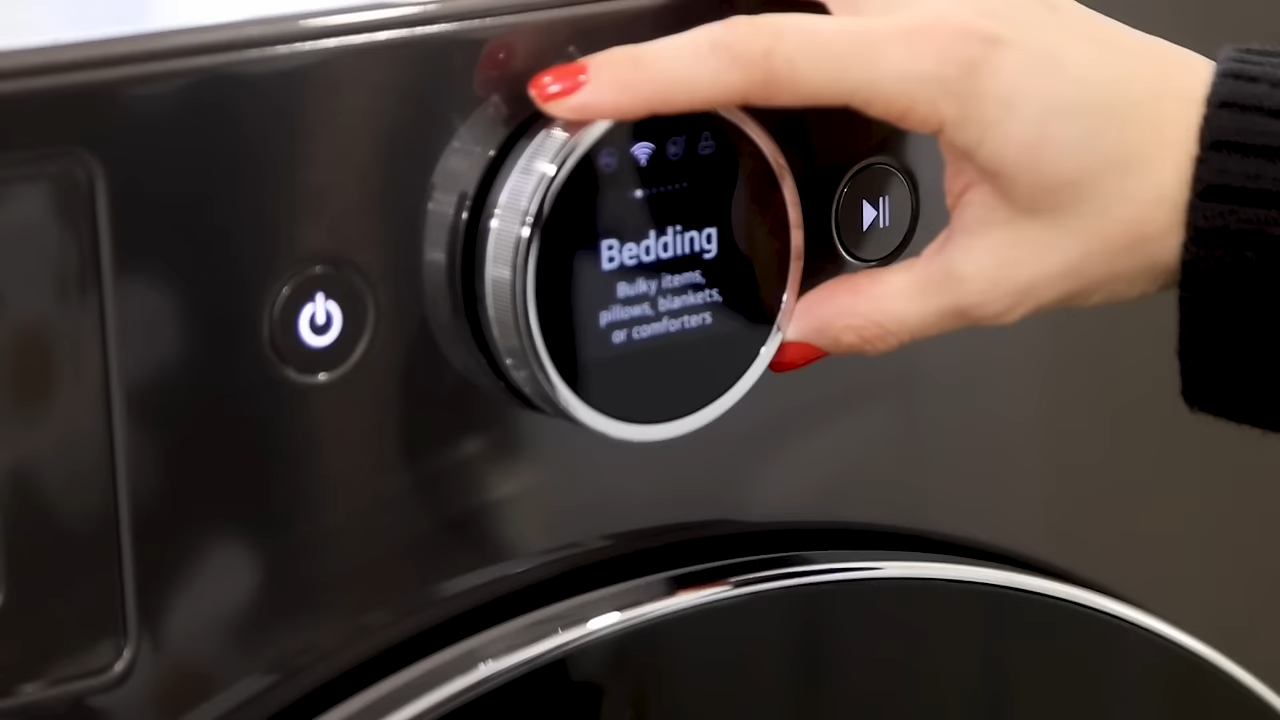 Bedding
Bulky items,
pillows, blankets,
or comforters